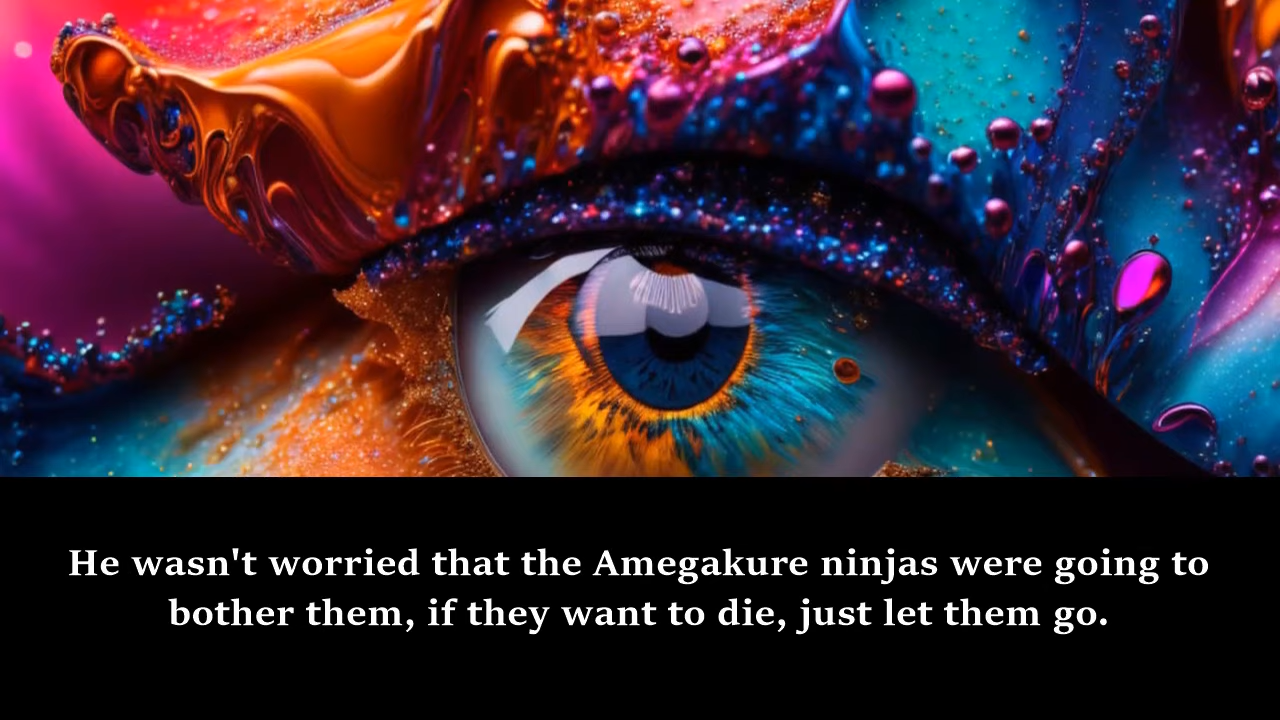 He wasn't worried that the Amegakure ninjas were going to
bother them, if they want to die, just let them go.